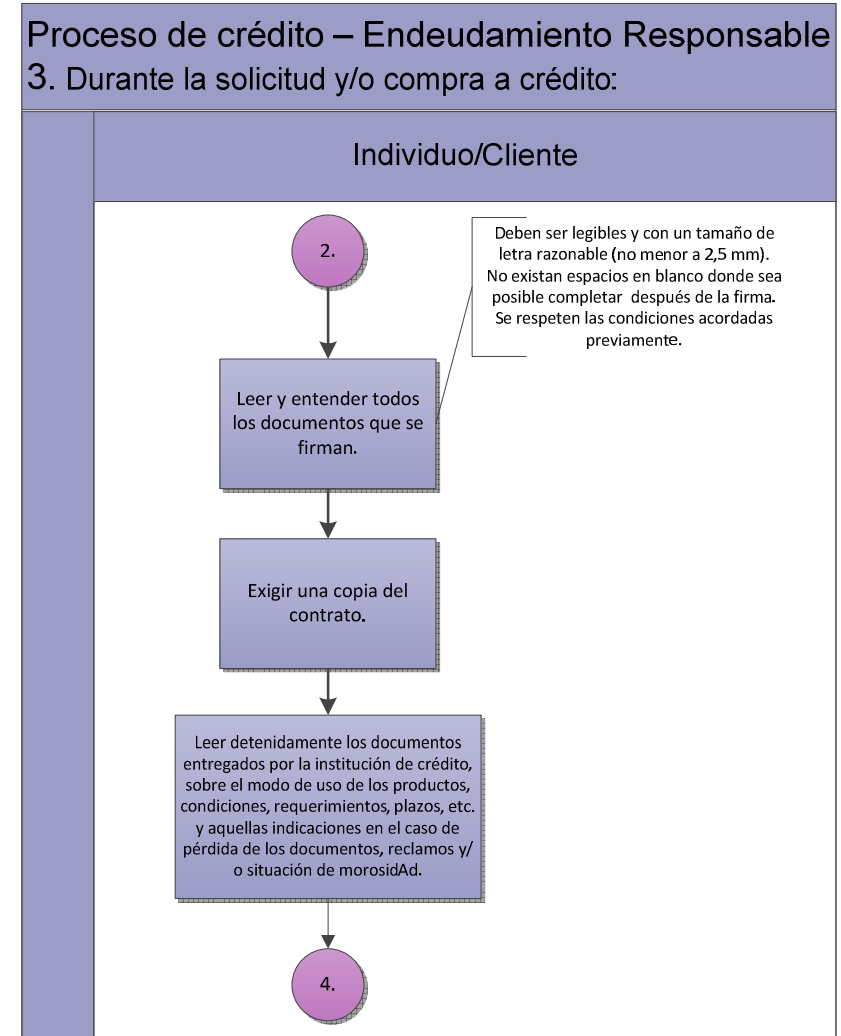 Proceso de crédito – Endeudamiento Responsable
3. Durante la solicitud y/o compra a crédito:
Individuo/Cliente
2.
Deben ser legibles y con un tamaño de
letra razonable (no menor a 2,5 mm).
No existan espacios en blanco donde sea
posible completar después de la firma.
Se respeten las condiciones acordadas
previamente.
Leer y entender todos
los documentos que se
firman.
Exigir una copia del
contrato.
Leer detenidamente los documentos
entregados por la institución de crédito,
sobre el modo de uso de los productos,
condiciones, requerimientos, plazos, etc.
y aquellas indicaciones en el caso de
pérdida de los documentos, reclamos y/
o situación de morosidAd.
4.